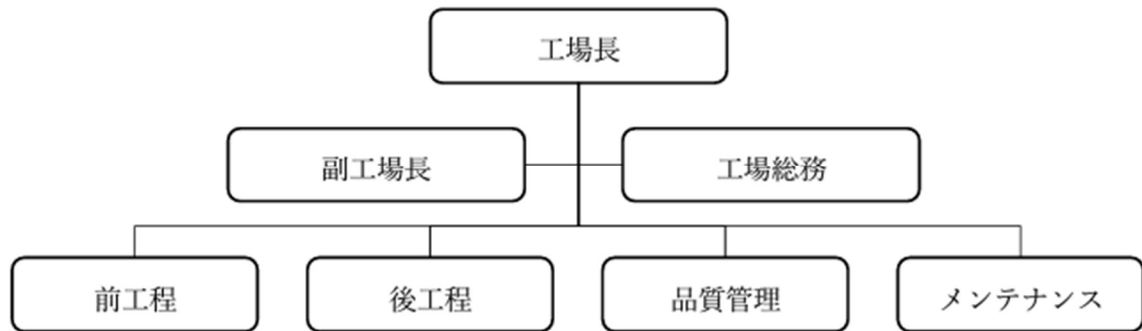 工場長
副工場長
工場総務
前工程
後工程
品質管理
メンテナンス